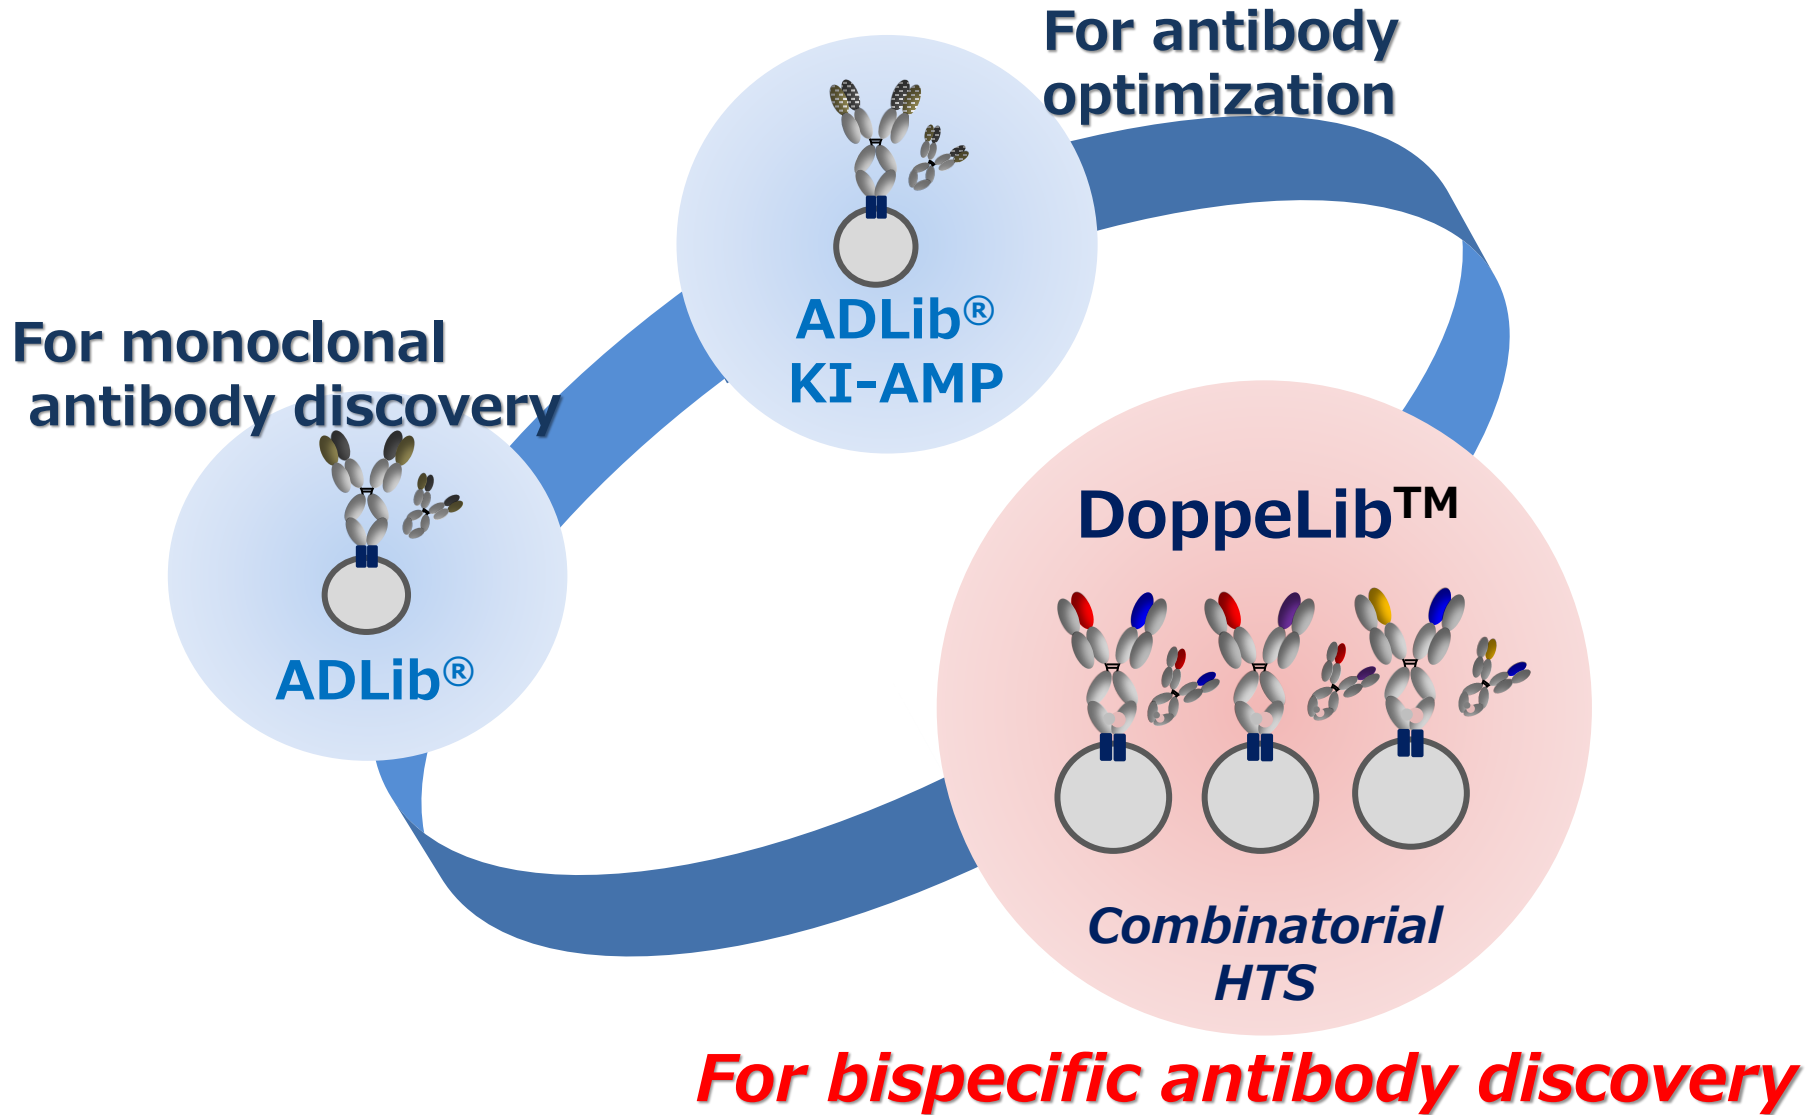 For antibody
optimization
ADLib®
KI-AMP
For monoclonal
antibody discovery
ADLib®
DoppeLib™
Combinatorial
HTS
For bispecific antibody discovery